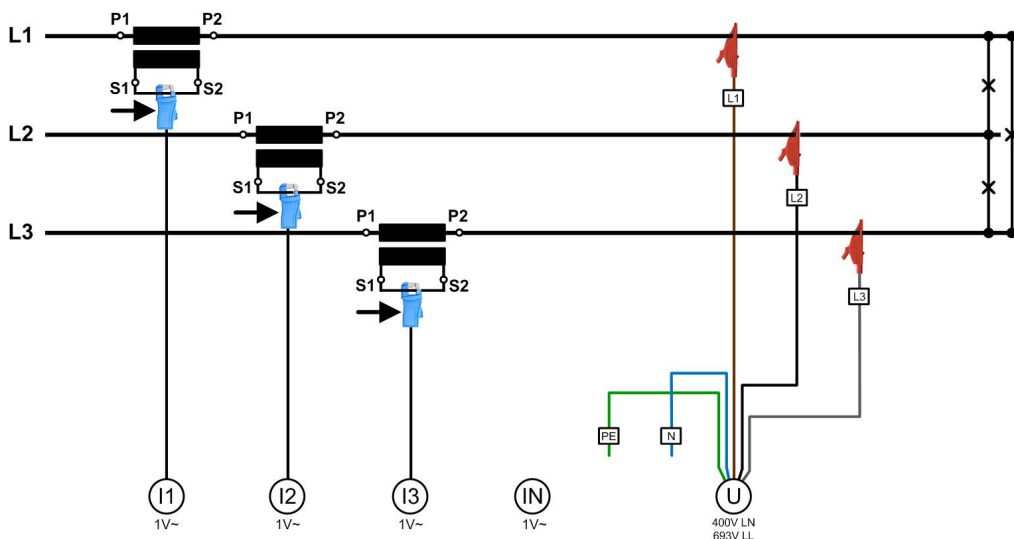 P1 P2
L1
S1 S2
L1
P1 P2
L2
S1 S2
L2
P1 P2
L3
S1 S2
L3
PE N
I1 I2 I3 IN U
1V~ 1V~ 1V~ 1V~ 400V LN
693V LL